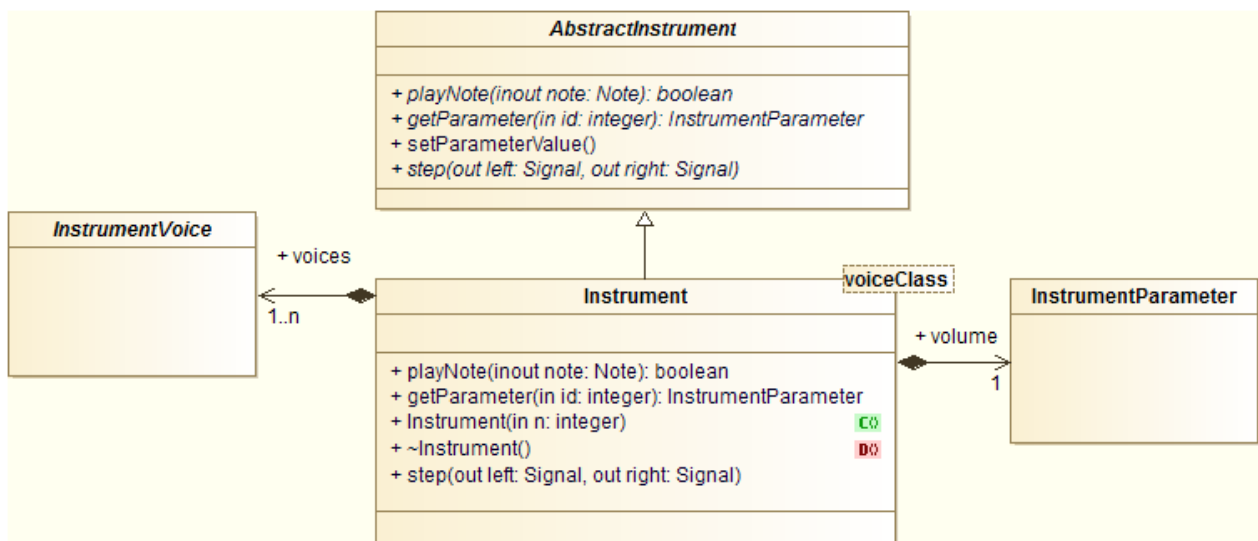 AbstractInstrument
+ playNote(inout note: Note): boolean
+ getParameter(in id: integer): InstrumentParameter
+ setParameterValue()
+ step(out left: Signal, out right: Signal)
InstrumentVoice
+ voices
1..n
voiceClass
Instrument
+ playNote(inout note: Note): boolean
+ getParameter(in id: integer): InstrumentParameter
+ Instrument(in n: integer) C()
+ ~Instrument() D()
+ step(out left: Signal, out right: Signal)
+ volume
1
InstrumentParameter